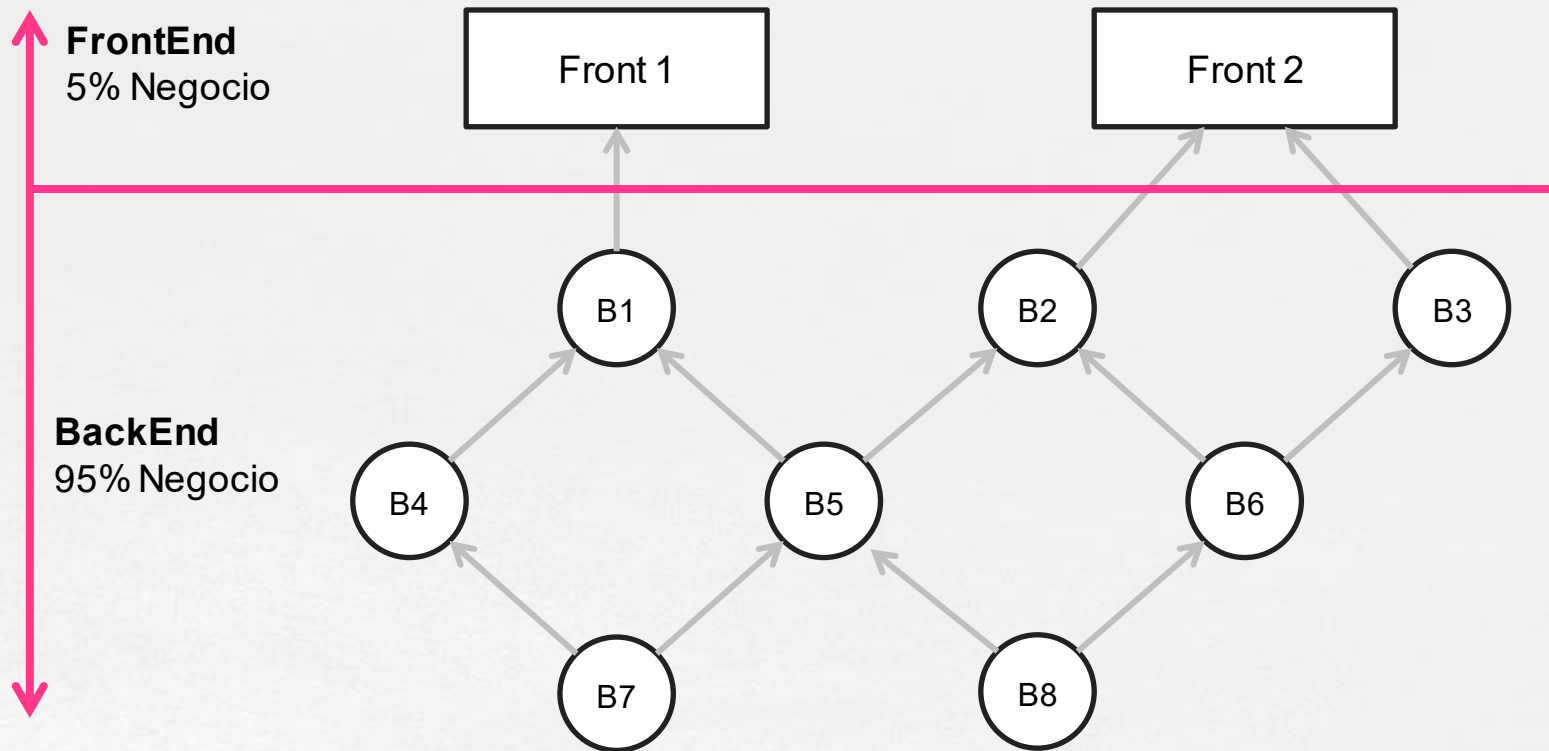 FrontEnd
5% Negocio
Front 1
Front 2
B1
B2
B3
BackEnd
95% Negocio
B4
B5
B6
B7
B8